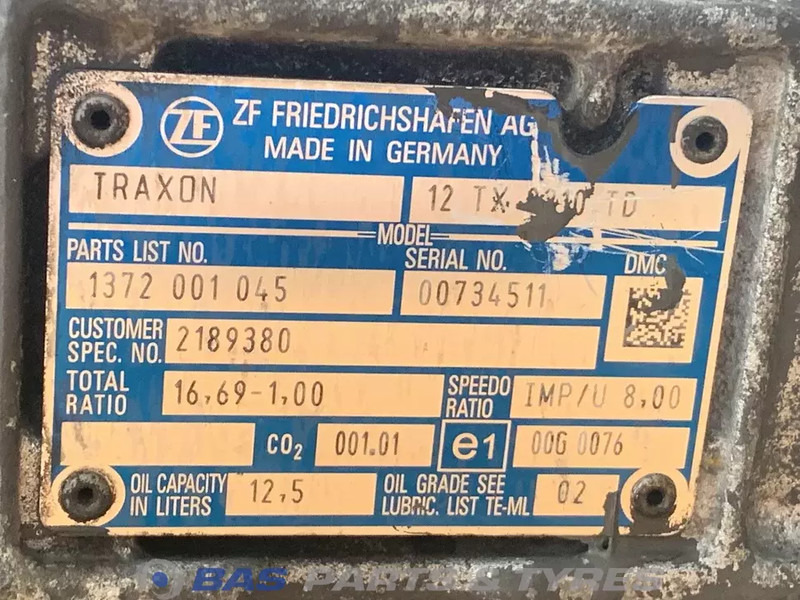 ZF ZF FRIEDRICHSHAFEN AG
MADE IN GERMANY
TRAXON 12 TX TD
MODEL
PARTS LIST NO. SERIAL NO. DMC
1372 001 045 00734511
CUSTOMER
SPEC. NO. 2189380
TOTAL
RATIO 16,69-1,00 SPEEDO
RATIO IMP/U 8,00
CO2 001.01 e1 00G 0076
OIL CAPACITY
IN LITERS 12,5 OIL GRADE SEE
LUBRIC. LIST TE-ML 02
BAS PARTS & TYRES